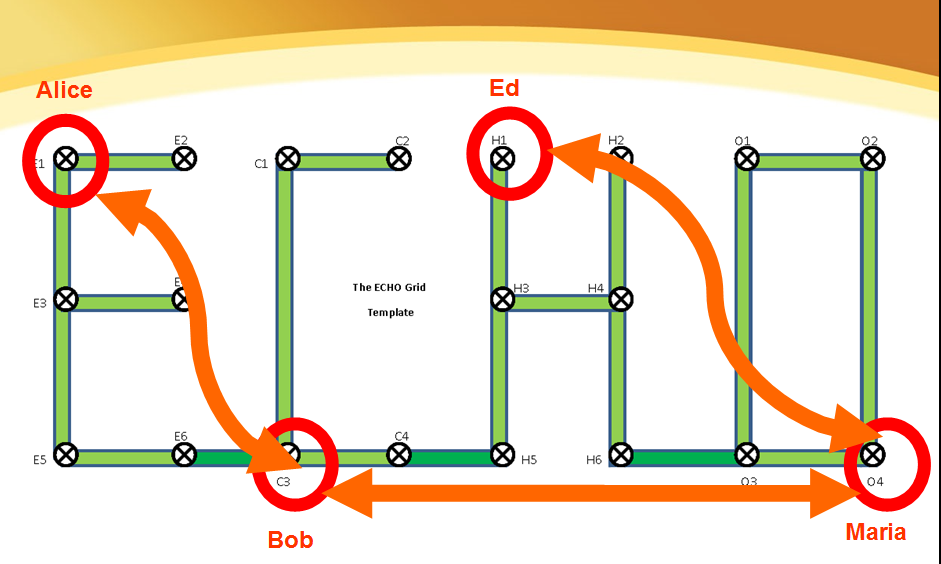 Alice
Ed
E2
C2
H1
H2
O1
O2
E1
C1
E3
The ECHO Grid
Template
H3
H4
E5
E6
C4
H5
H6
C3
O3
O4
Bob
Maria